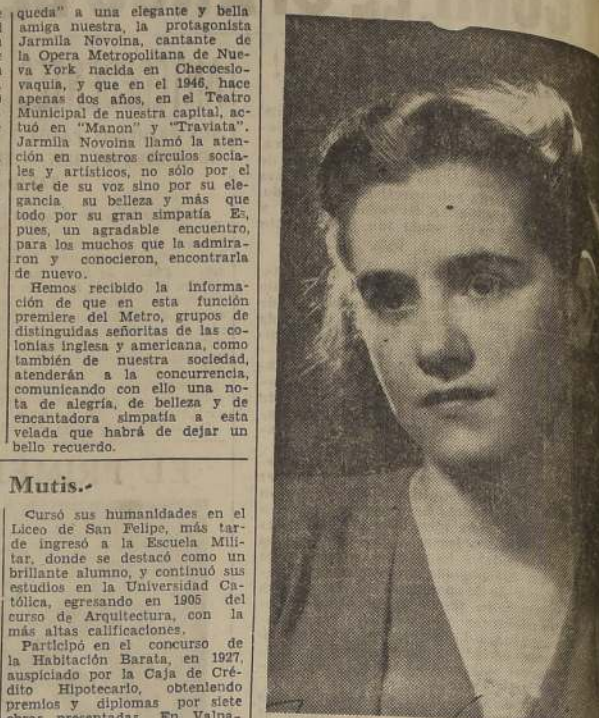 queda" a una elegante y bella
amiga nuestra, la protagonista
Jarmila Novoina, cantante de
la Opera Metropolitana de Nue-
va York nacida en Checoeslo-
vaquia, y que en el 1946, hace
apenas dos años, en el Teatro
Municipal de nuestra capital, ac-
tuó en "Manon" y "Traviata".
Jarmila Novoina llamó la aten-
ción en nuestros círculos socia-
les y artísticos, no sólo por el
arte de su voz sino por su ele-
gancia su belleza y más que
todo por su gran simpatía Es,
pues, un agradable encuentro,
para los muchos que la admira-
ron y conocieron, encontrarla
de nuevo.
Hemos recibido la informa-
ción de que en esta función
premiere del Metro, grupos de
distinguidas señoritas de las co-
lonias inglesa y americana, como
también de nuestra sociedad,
atenderán a la concurrencia,
comunicando con ello una no-
ta de alegría, de belleza y de
encantadora simpatía a esta
velada que habrá de dejar un
bello recuerdo.
Mutis.-
Cursó sus humanidades en el
Liceo de San Felipe, más tar-
de ingresó a la Escuela Mili-
tar, donde se destacó como un
brillante alumno, y continuó sus
estudios en la Universidad Ca-
tólica, egresando en 1905 del
curso de Arquitectura, con la
más altas calificaciones.
Participó en el concurso de
la Habitación Barata, en 1927,
auspiciado por la Caja de Cré-
dito Hipotecario, obteniendo
premios y diplomas por siete
obras presentadas. En Valpa-